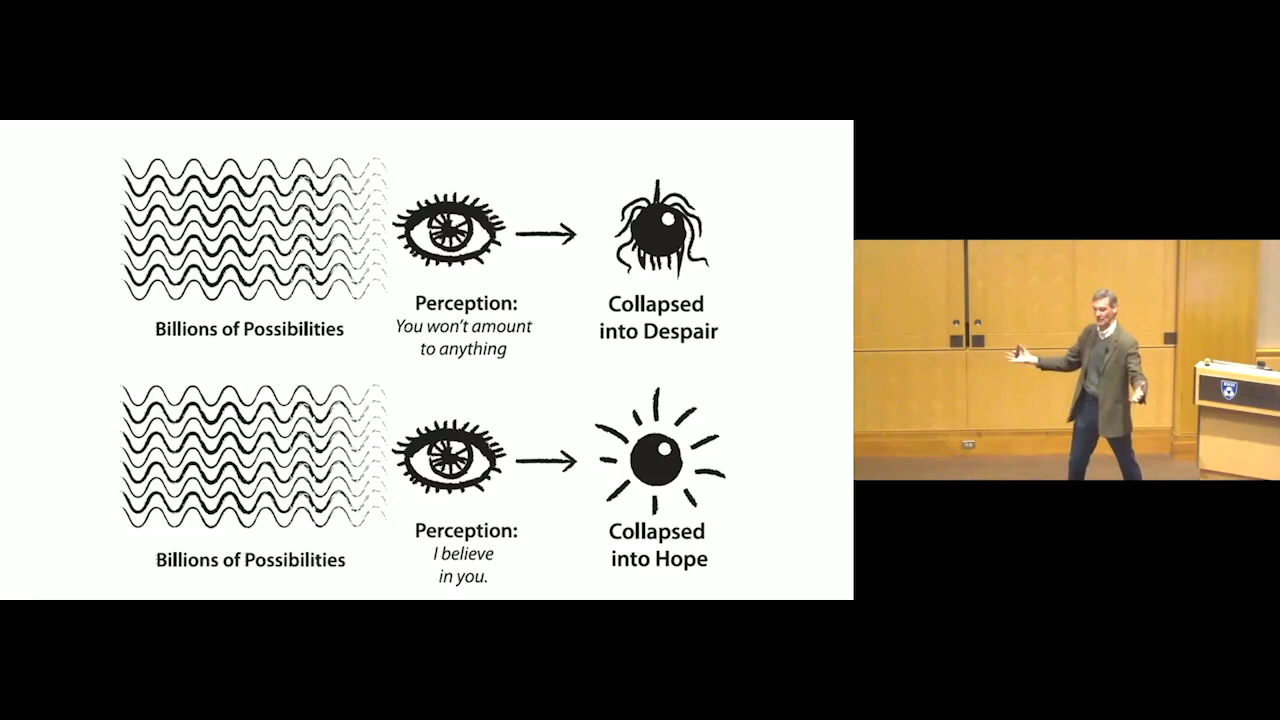 Billions of Possibilities
Perception:
You won't amount
to anything
Collapsed
into Despair
Billions of Possibilities
Perception:
I believe
in you.
Collapsed
into Hope